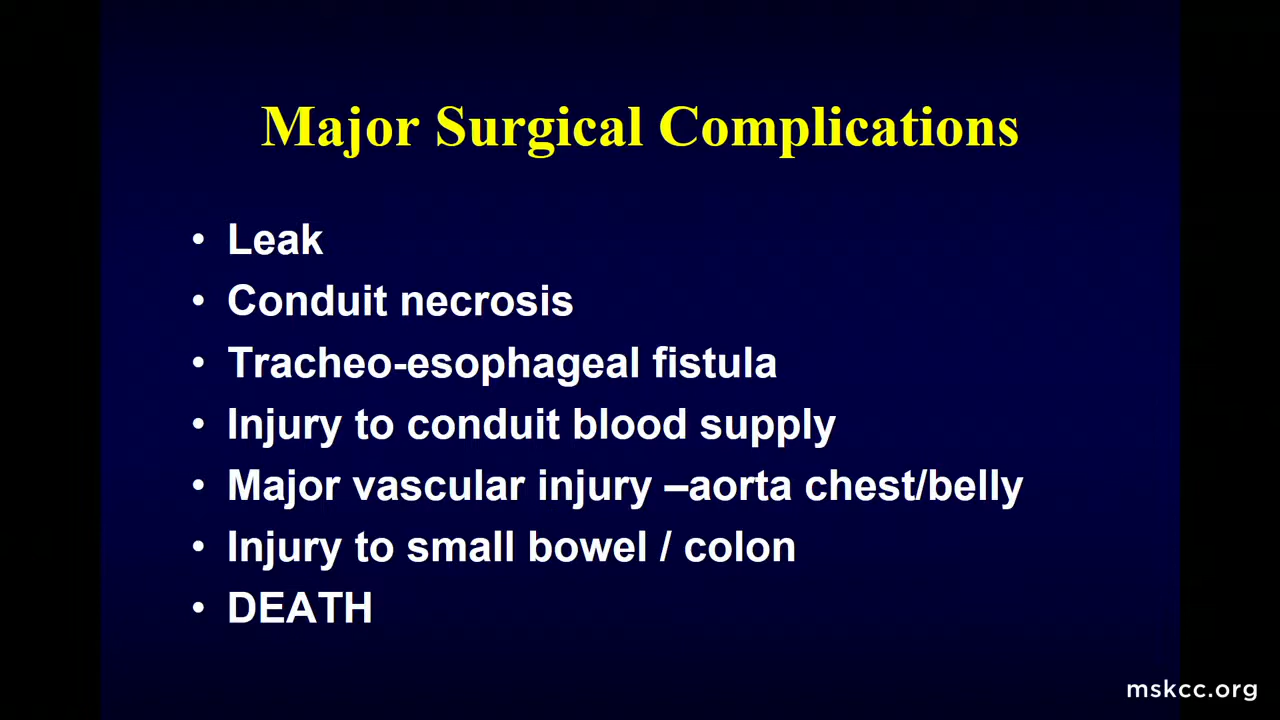 Major Surgical Complications
• Leak
• Conduit necrosis
• Tracheo-esophageal fistula
• Injury to conduit blood supply
• Major vascular injury –aorta chest/belly
• Injury to small bowel / colon
• DEATH
mskcc.org